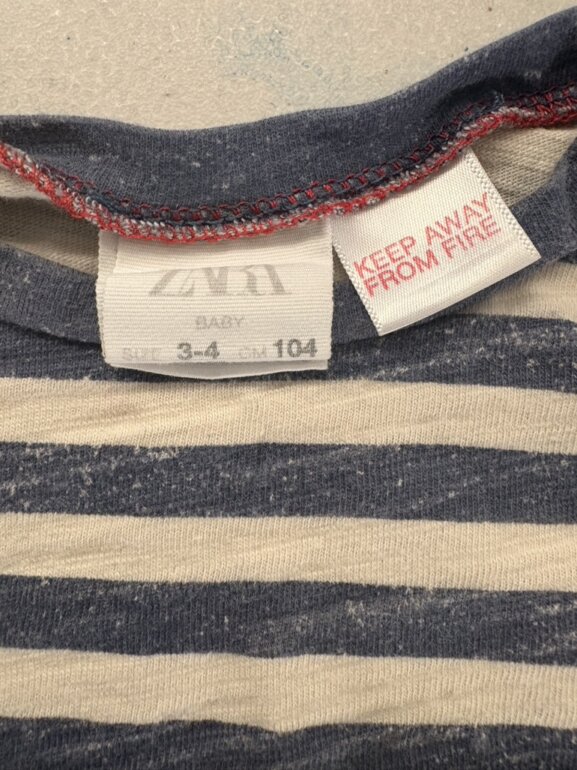 ZARA
BABY
SIZE 3-4 CM 104
KEEP AWAY
FROM FIRE